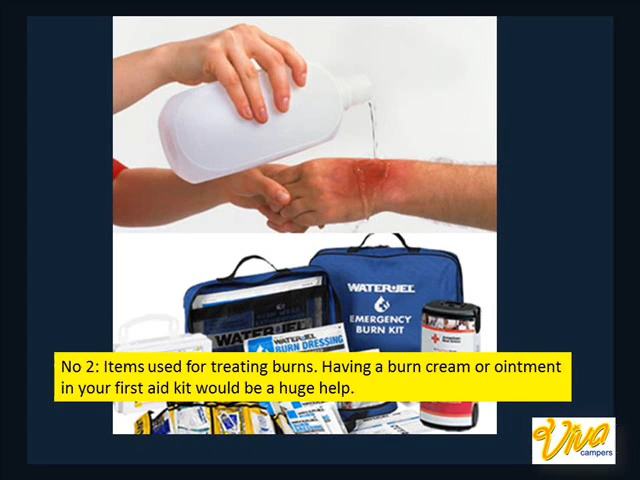 WATER-JEL
EMERGENCY
BURN KIT
WATER-JEL
BURN DRESSING
No 2: Items used for treating burns. Having a burn cream or ointment
in your first aid kit would be a huge help.
Viva
campers